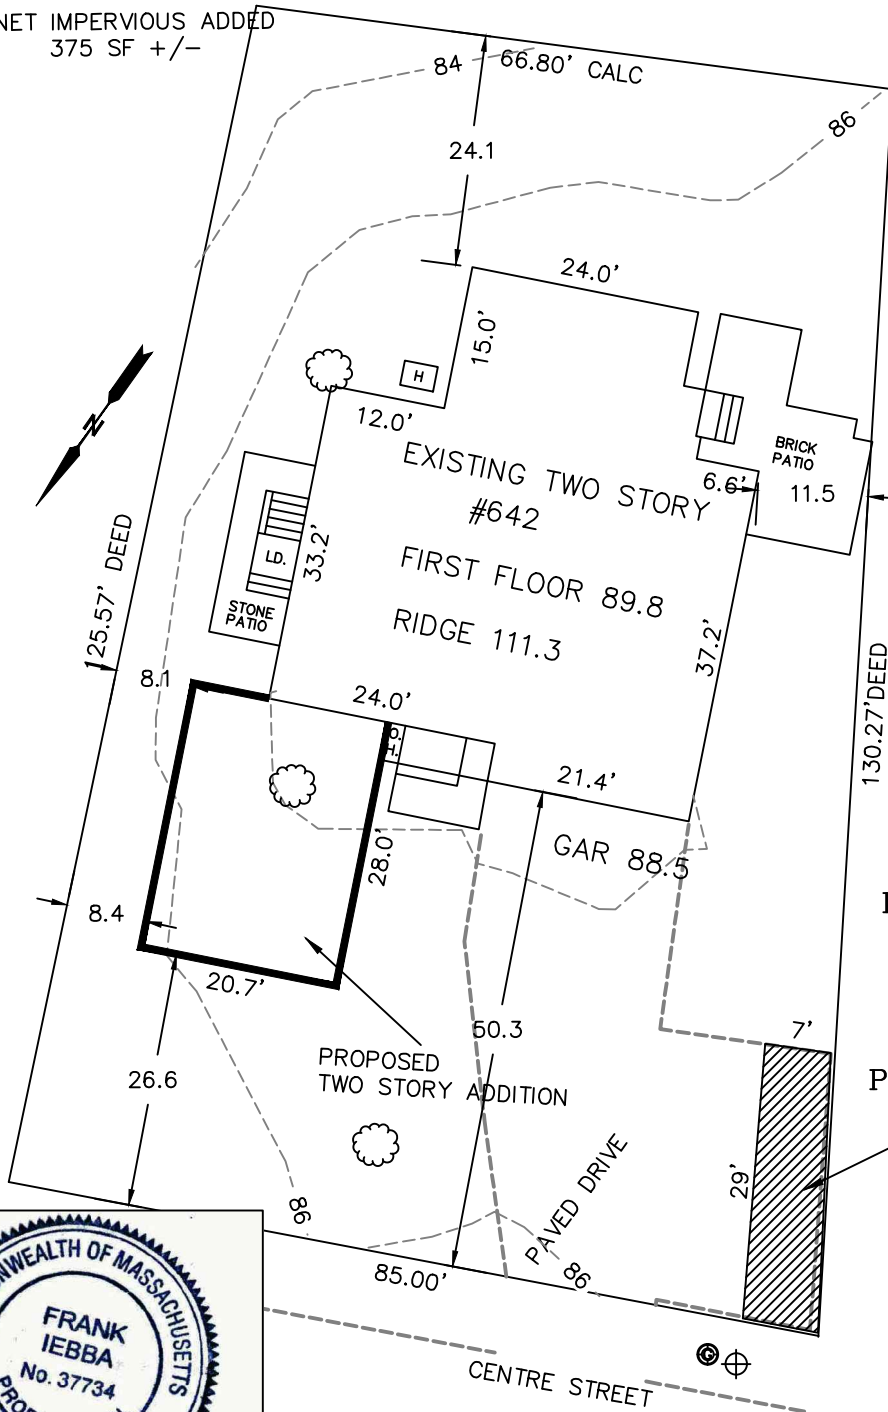 NET IMPERVIOUS ADDED
375 SF +/-
84
66.80' CALC
86
24.1
24.0'
15.0'
H
12.0'
BRICK
PATIO
EXISTING TWO STORY
#642
6.6'
11.5
N
125.57' DEED
33.2'
LD.
FIRST FLOOR 89.8
STONE
PATIO
RIDGE 111.3
37.2'
130.27' DEED
8.1
24.0'
21.4'
GAR 88.5
28.0'
8.4
20.7'
50.3
7'
PROPOSED
TWO STORY ADDITION
26.6
P
29'
PAVED DRIVE
86
86
85.00'
G
CENTRE STREET
NWEALTH OF MASSACHUSETTS
FRANK
IEBBA
No. 37734